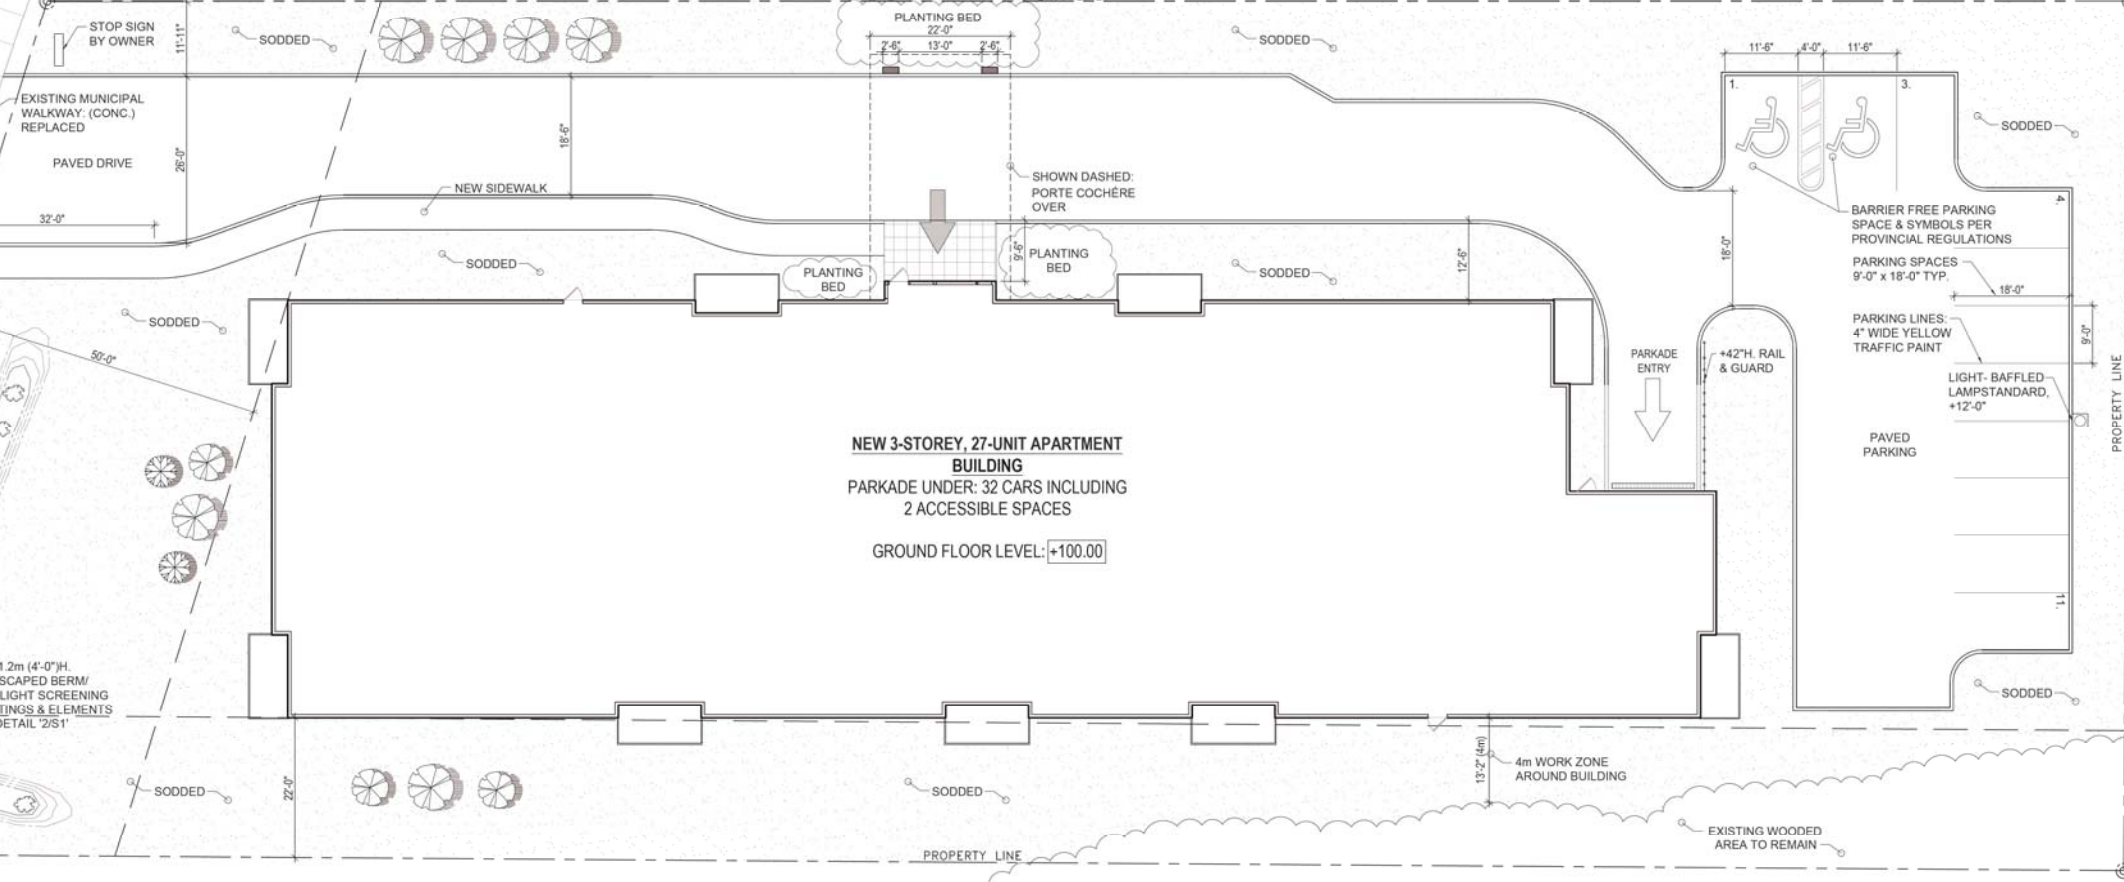 STOP SIGN
BY OWNER
11'-11"
SODDED
PLANTING BED
22'-0"
2'-6"
13'-0"
2'-6"
SODDED
11'-6"
4'-0"
11'-6"
EXISTING MUNICIPAL
WALKWAY: (CONC.)
REPLACED
PAVED DRIVE
26'-0"
18'-6"
1.
3.
SODDED
NEW SIDEWALK
32'-0"
SHOWN DASHED:
PORTE COCHÈRE
OVER
BARRIER FREE PARKING
SPACE & SYMBOLS PER
PROVINCIAL REGULATIONS
4.
18'-0"
PARKING SPACES
9'-0" x 18'-0" TYP.
18'-0"
9'-0"
PARKING LINES:
4" WIDE YELLOW
TRAFFIC PAINT
SODDED
PLANTING
BED
9'-6"
PLANTING
BED
SODDED
12'-6"
SODDED
50'-0"
PARKADE
ENTRY
+42"H. RAIL
& GUARD
LIGHT- BAFFLED
LAMPSTANDARD,
+12'-0"
PROPERTY LINE
PAVED
PARKING
NEW 3-STOREY, 27-UNIT APARTMENT
BUILDING
PARKADE UNDER: 32 CARS INCLUDING
2 ACCESSIBLE SPACES
GROUND FLOOR LEVEL: +100.00
11.
1.2m (4'-0")H.
SCAPED BERM/
LIGHT SCREENING
TINGS & ELEMENTS
DETAIL '2/S1'
SODDED
SODDED
22'-0"
SODDED
13'-2" (4m)
4m WORK ZONE
AROUND BUILDING
EXISTING WOODED
AREA TO REMAIN
PROPERTY LINE